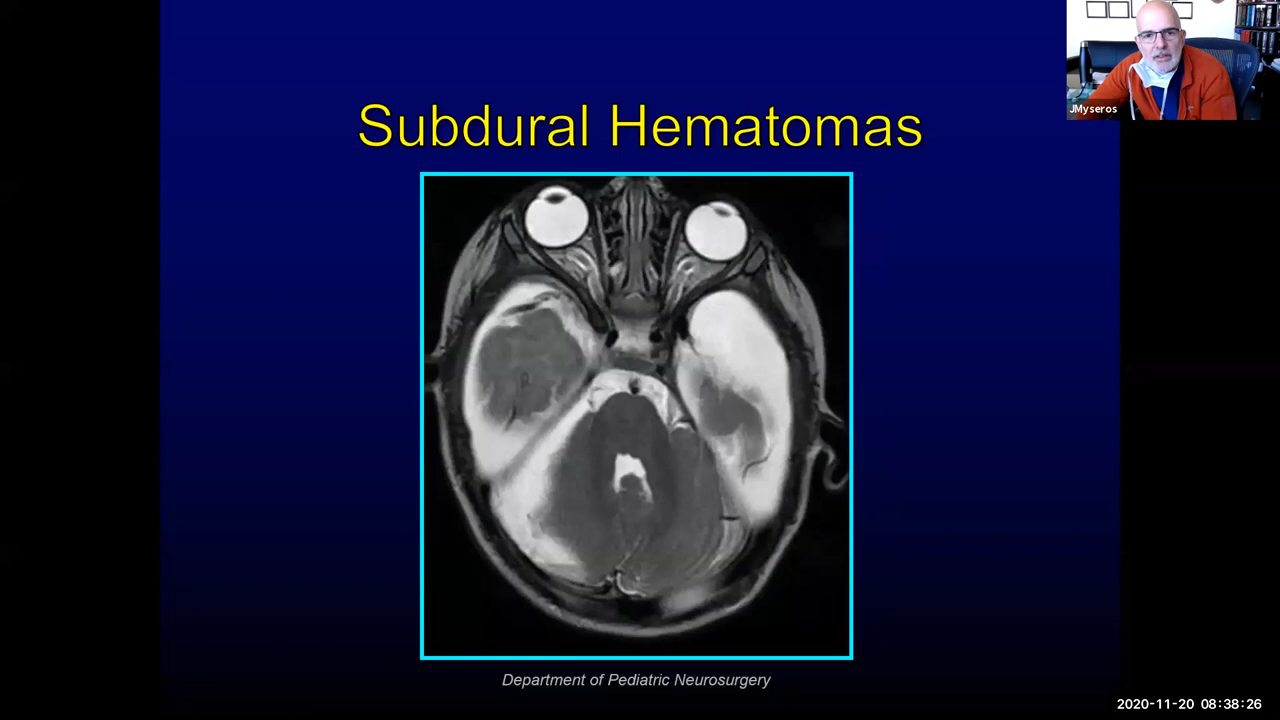 JMyseros
Subdural Hematomas
Department of Pediatric Neurosurgery
2020-11-20 08:38:26